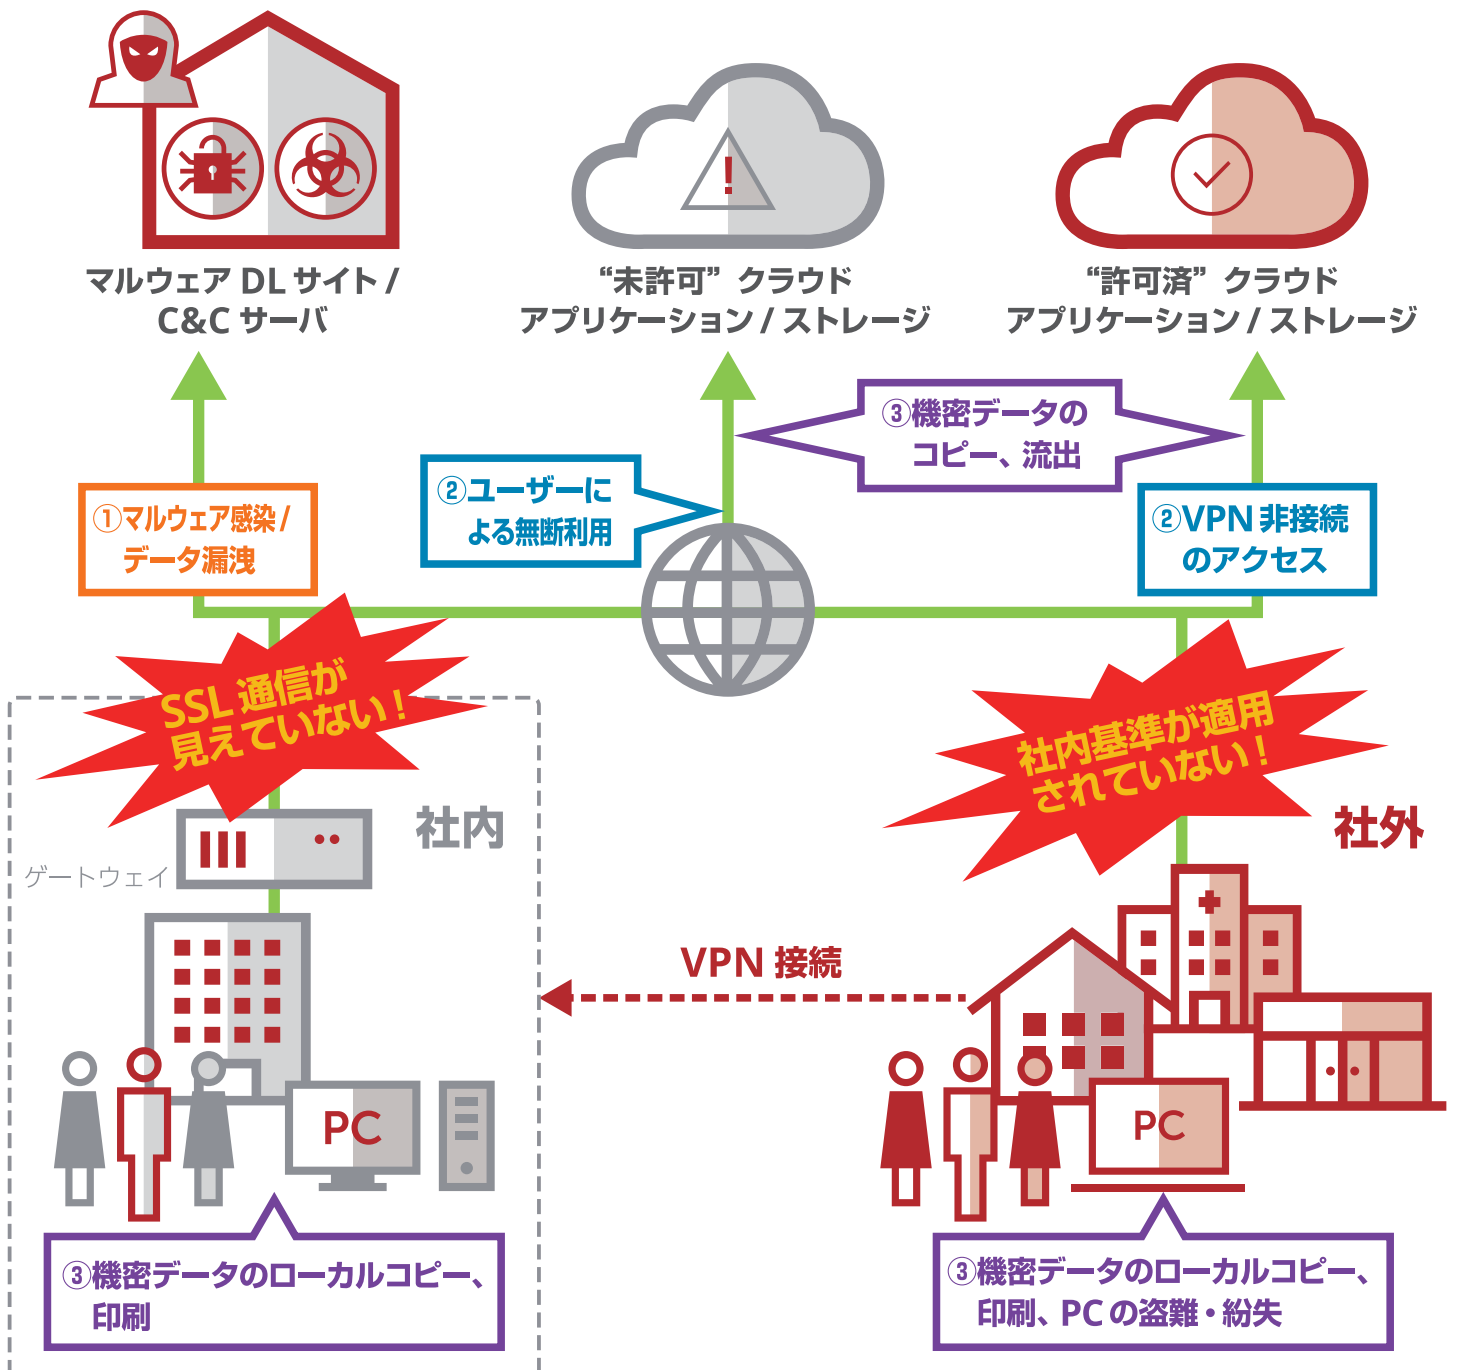 マルウェア DL サイト /
C&C サーバ
“未許可” クラウド
アプリケーション / ストレージ
“許可済” クラウド
アプリケーション / ストレージ
③機密データの
コピー、流出
①マルウェア感染 /
データ漏洩
②ユーザーに
よる無断利用
②VPN 非接続
のアクセス
SSL 通信が
見えていない！
社内基準が適用
されていない！
社内
社外
ゲートウェイ
VPN 接続
PC
PC
③機密データのローカルコピー、
印刷
③機密データのローカルコピー、
印刷、PC の盗難・紛失